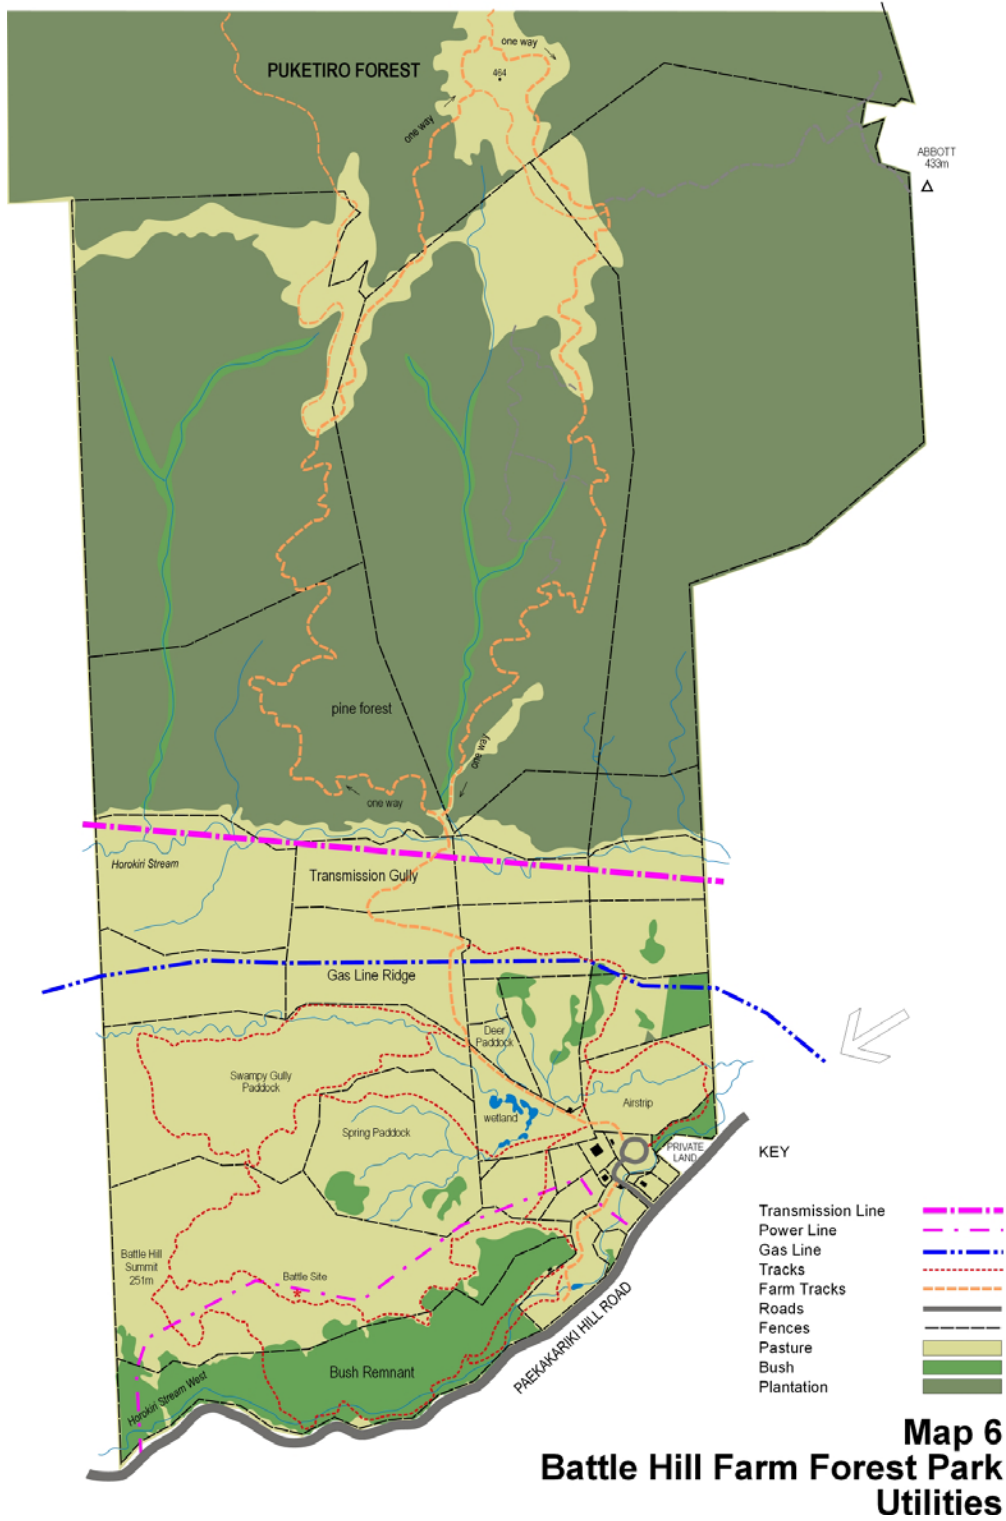 one way
PUKETIRO FOREST
464
one way
ABBOTT
433m
pine forest
one way
one way
Horokiri Stream
Transmission Gully
Gas Line Ridge
Deer
Paddock
Swampy Gully
Paddock
Airstrip
wetland
Spring Paddock
PRIVATE
LAND
KEY
Transmission Line
Power Line
Gas Line
Tracks
Farm Tracks
Roads
Fences
Pasture
Bush
Plantation
Battle Hill
Summit
251m
Battle Site
PAEKAKARIKI HILL ROAD
Bush Remnant
Horokiri Stream West
Map 6
Battle Hill Farm Forest Park
Utilities